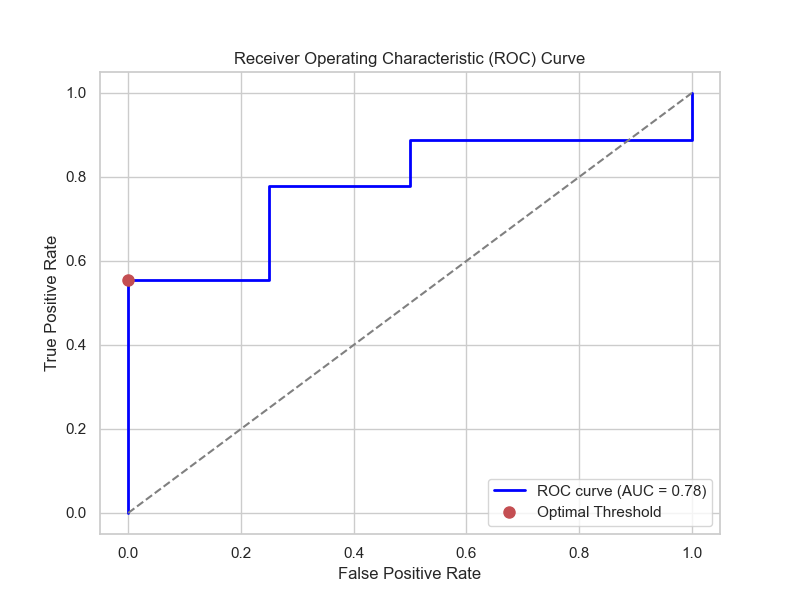 Receiver Operating Characteristic (ROC) Curve
True Positive Rate
1.0
0.8
0.6
0.4
0.2
0.0
0.0 0.2 0.4 0.6 0.8 1.0
False Positive Rate
ROC curve (AUC = 0.78)
Optimal Threshold